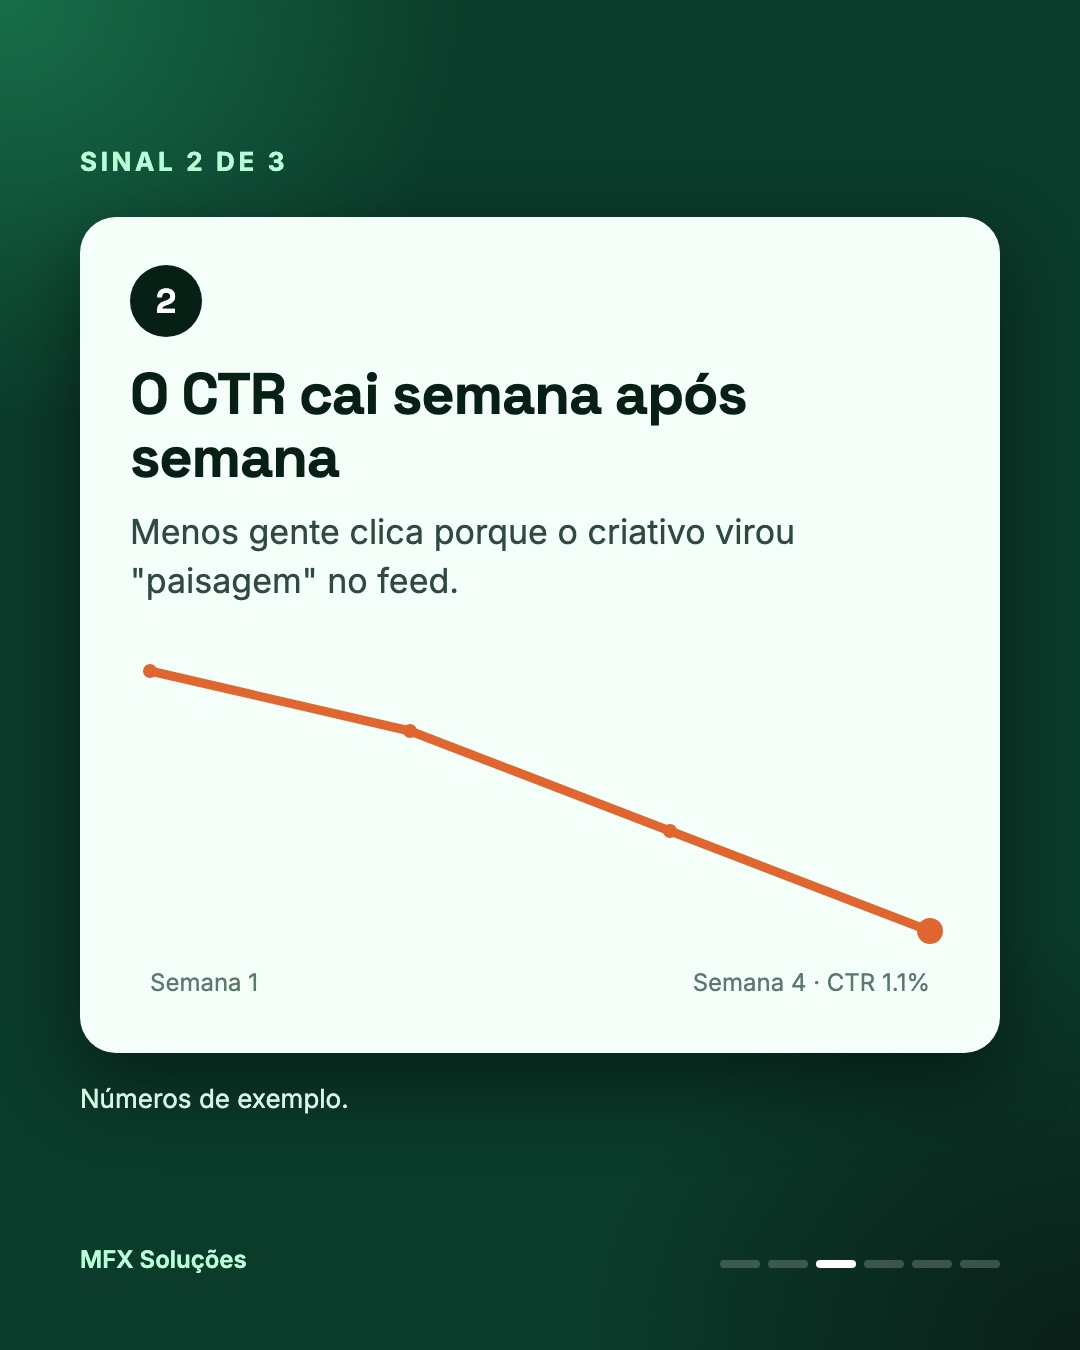 SINAL 2 DE 3
2
O CTR cai semana após
semana
Menos gente clica porque o criativo virou
"paisagem" no feed.
Semana 1
Semana 4 · CTR 1.1%
Números de exemplo.
MFX Soluções